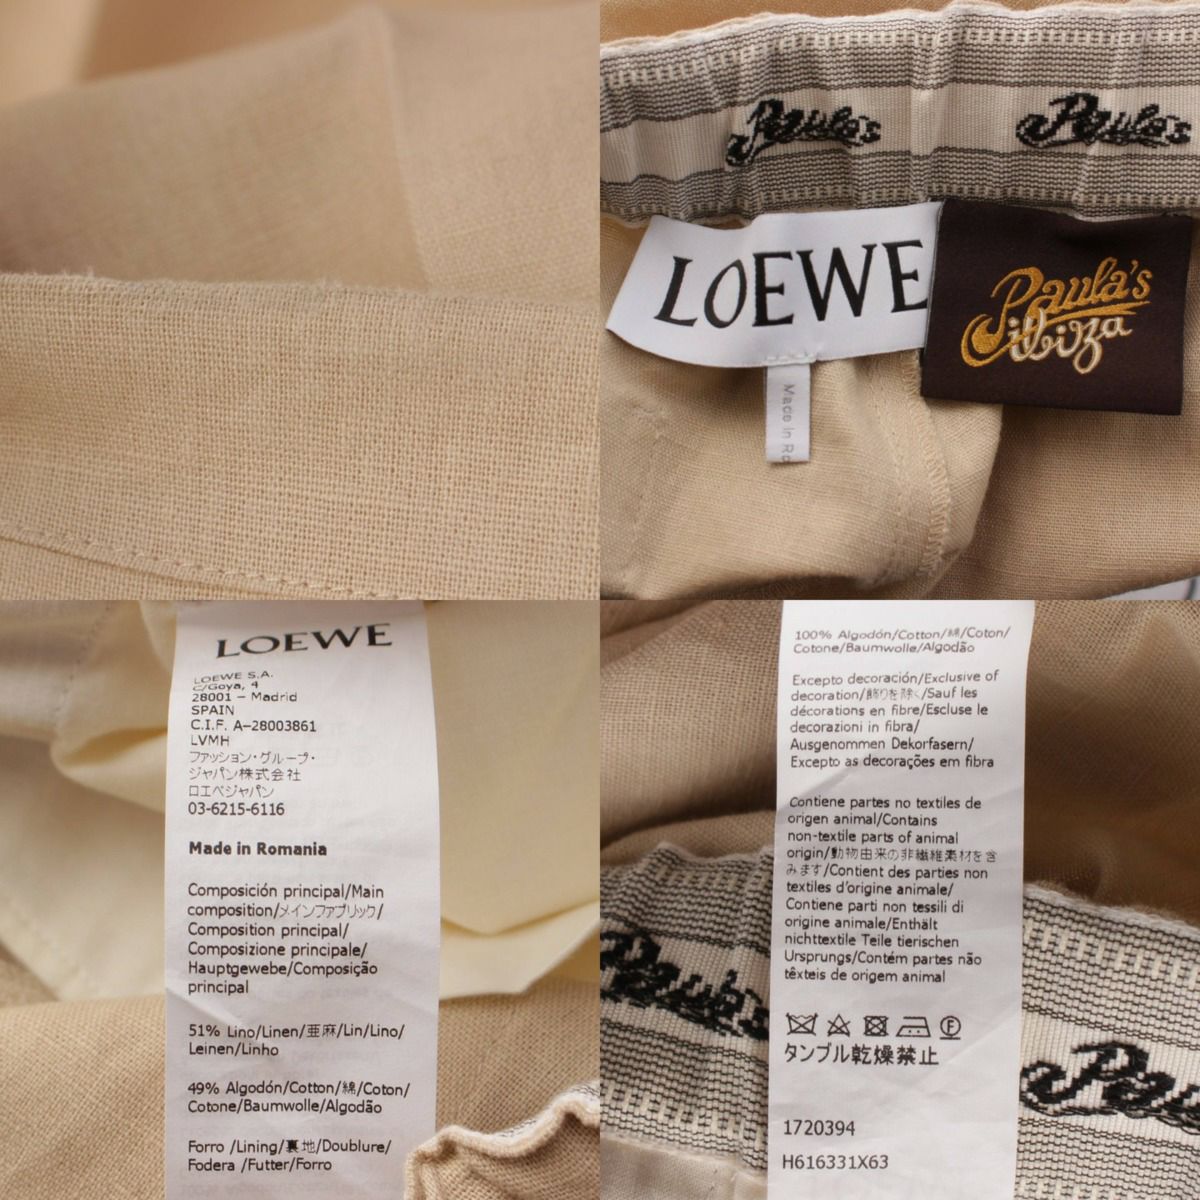 Paula's
Paula's
LOEWE
Paula's
ibiza
Made in
LOEWE
LOEWE S.A.
C/Goya, 4
28001 – Madrid
SPAIN
C.I.F. A–28003861
LVMH
ファッション・グループ・
ジャパン株式会社
ロエベジャパン
03-6215-6116
Made in Romania
Composición principal/Main
composition/メインファブリック/
Composition principal/
Composizione principale/
Hauptgewebe/Composição
principal
51% Lino/Linen/亜麻/Lin/Lino/
Leinen/Linho
49% Algodón/Cotton/綿/Coton/
Cotone/Baumwolle/Algodão
Forro /Lining/裏地/Doublure/
Fodera /Futter/Forro
100% Algodón/Cotton/綿/Coton/
Cotone/Baumwolle/Algodão
Excepto decoración/Exclusive of
decoration/飾りを除く/Sauf les
décorations en fibre/Escluse le
decorazioni in fibra/
Ausgenommen Dekorfasern/
Excepto as decorações em fibra
Contiene partes no textiles de
origen animal/Contains
non-textile parts of animal
origin/動物由来の非繊維素材を含
みます/Contient des parties non
textiles d'origine animale/
Contiene parti non tessili di
origine animale/Enthält
nichttextile Teile tierischen
Ursprungs/Contém partes não
têxteis de origem animal
タンブル乾燥禁止
1720394
H616331X63
Paula's